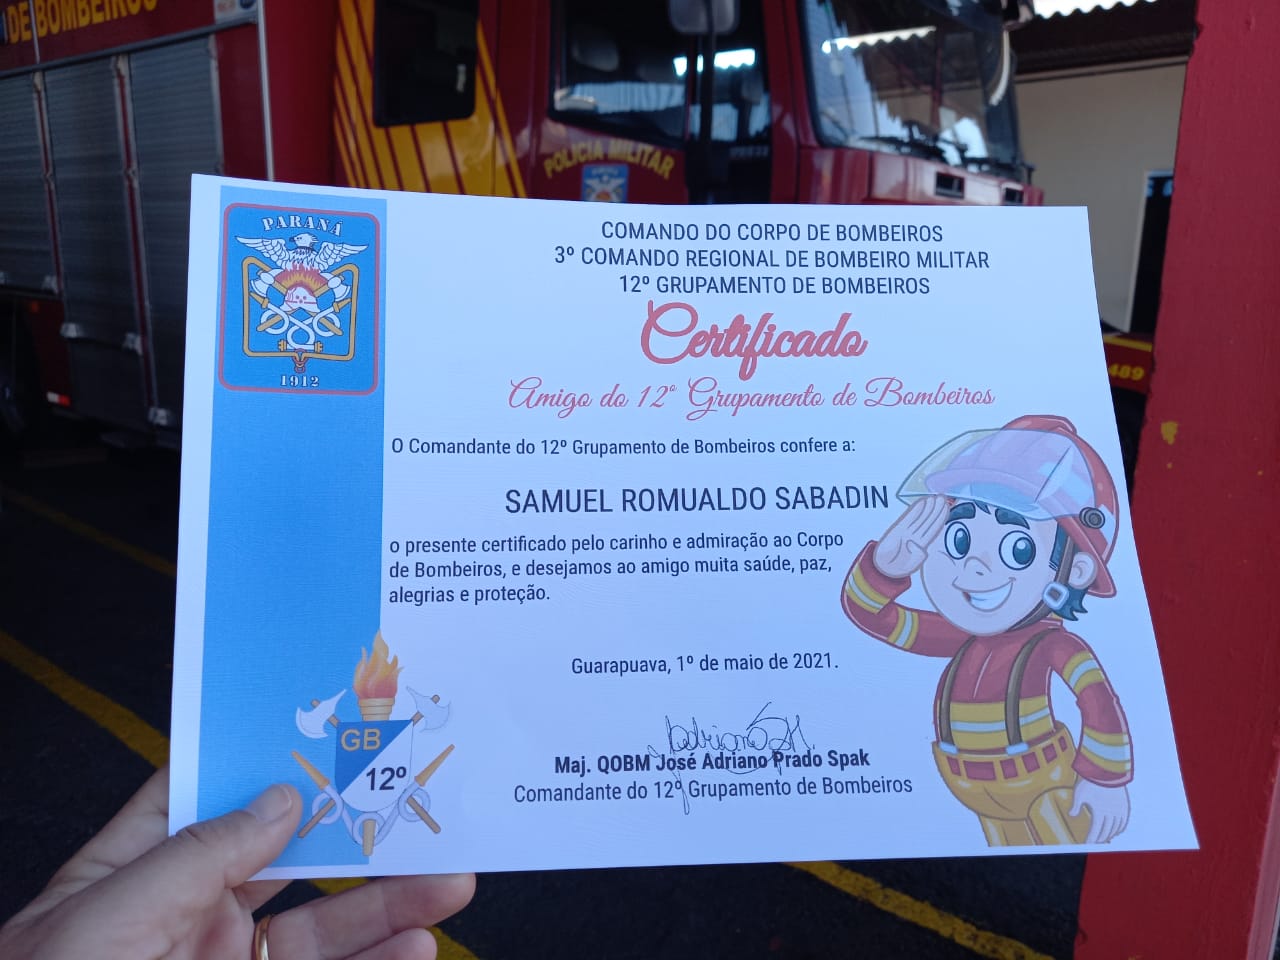 DE BOMBEIROS
POLÍCIA MILITAR
489
PARANÁ
1912
COMANDO DO CORPO DE BOMBEIROS
3º COMANDO REGIONAL DE BOMBEIRO MILITAR
12º GRUPAMENTO DE BOMBEIROS
Certificado
Amigo do 12º Grupamento de Bombeiros
O Comandante do 12º Grupamento de Bombeiros confere a:
SAMUEL ROMUALDO SABADIN
o presente certificado pelo carinho e admiração ao Corpo
de Bombeiros, e desejamos ao amigo muita saúde, paz,
alegrias e proteção.
Guarapuava, 1º de maio de 2021.
Maj. QOBM José Adriano Prado Spak
Comandante do 12º Grupamento de Bombeiros
GB
12º